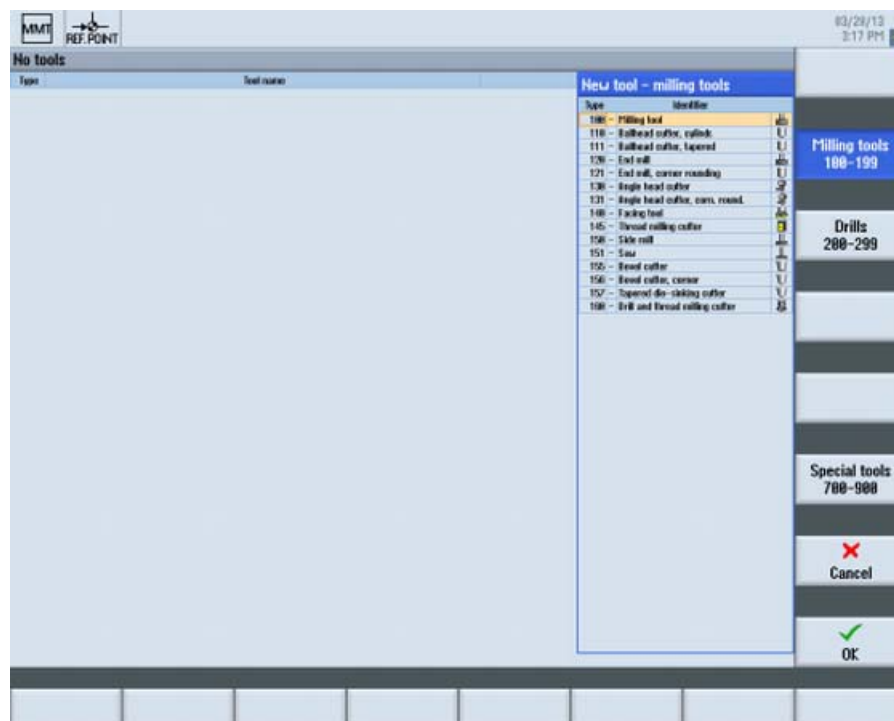 MMT
REF. POINT
03/28/13
3:17 PM
No tools
Type Tool name
New tool - milling tools
Type Identifier
100 - Milling tool
110 - Ballhead cutter, cylindr.
111 - Ballhead cutter, tapered
120 - End mill
121 - End mill, corner rounding
130 - Angle head cutter
131 - Angle head cutter, corn. round.
140 - Facing tool
145 - Thread milling cutter
150 - Side mill
151 - Saw
155 - Bevel cutter
156 - Bevel cutter, corner
157 - Tapered die-sinking cutter
160 - Drill and thread milling cutter
Milling tools
100-199
Drills
200-299
Special tools
700-900
Cancel
OK